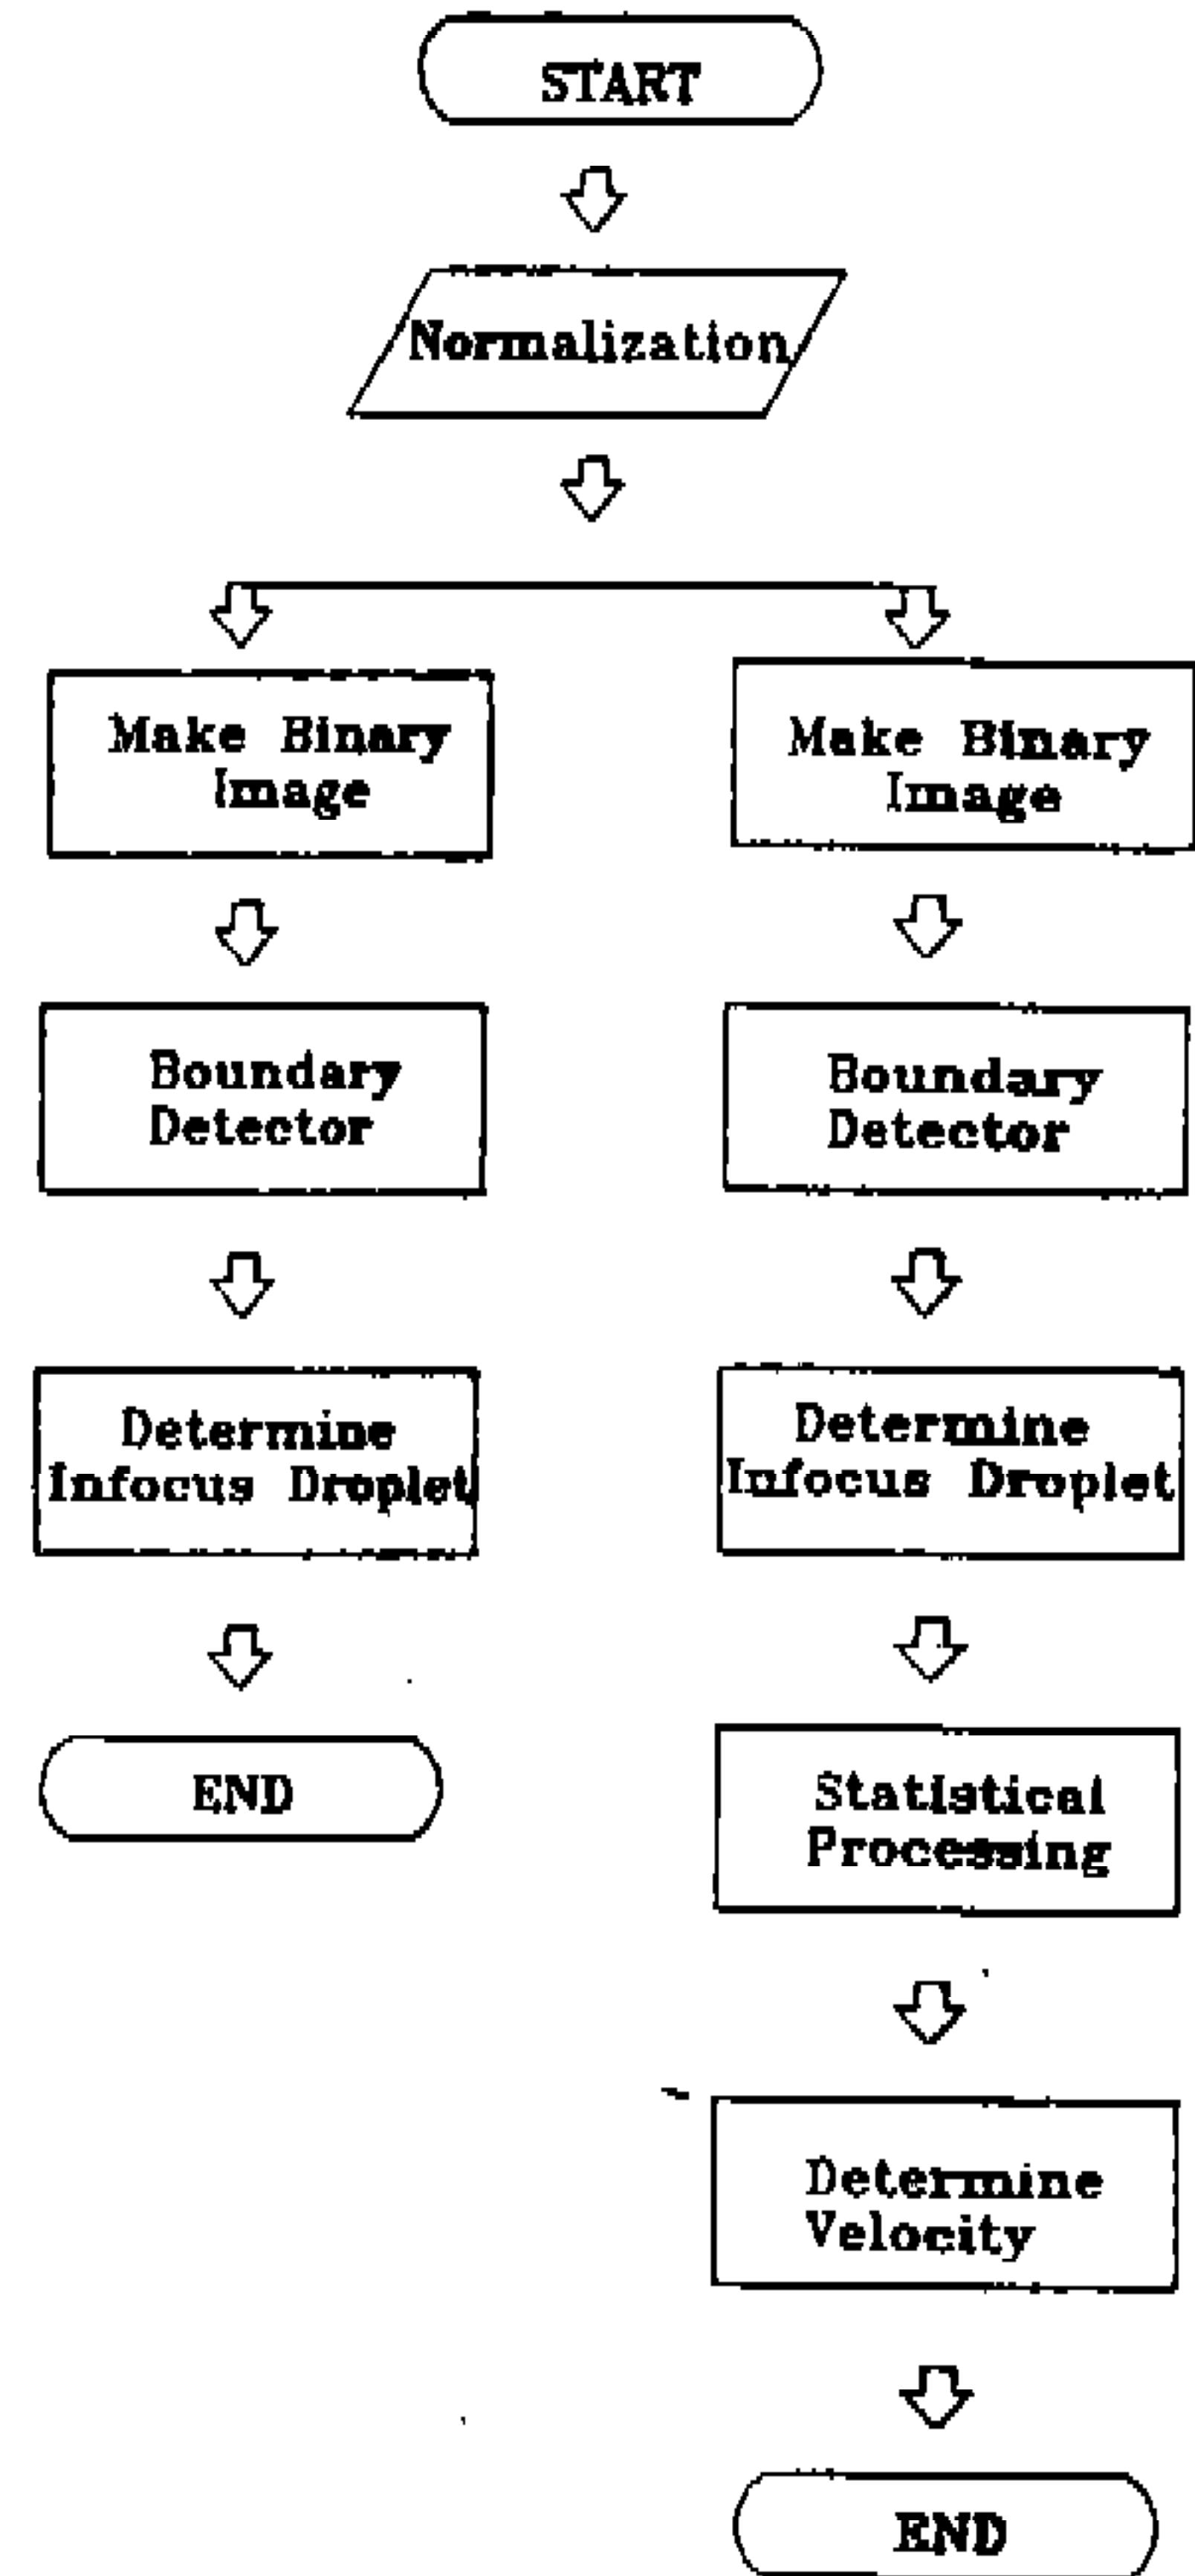 START
Normalization
Make Binary
Image
Boundary
Detector
Determine
Infocus Droplet
END
Make Binary
Image
Boundary
Detector
Determine
Infocus Droplet
Statistical
Processing
Determine
Velocity
END